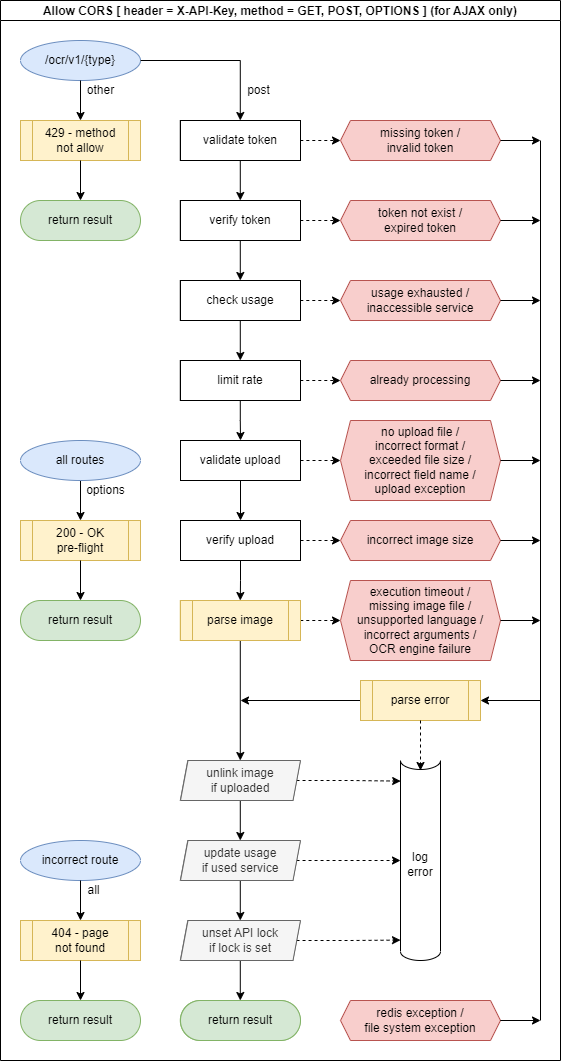 Allow CORS [ header = X-API-Key, method = GET, POST, OPTIONS ] (for AJAX only)
/ocr/v1/{type}
other
post
429 - method
not allow
return result
validate token
missing token /
invalid token
verify token
token not exist /
expired token
check usage
usage exhausted /
inaccessible service
limit rate
already processing
all routes
options
200 - OK
pre-flight
return result
validate upload
no upload file /
incorrect format /
exceeded file size /
incorrect field name /
upload exception
verify upload
incorrect image size
parse image
execution timeout /
missing image file /
unsupported language /
incorrect arguments /
OCR engine failure
parse error
unlink image
if uploaded
update usage
if used service
log
error
unset API lock
if lock is set
incorrect route
all
404 - page
not found
return result
return result
redis exception /
file system exception